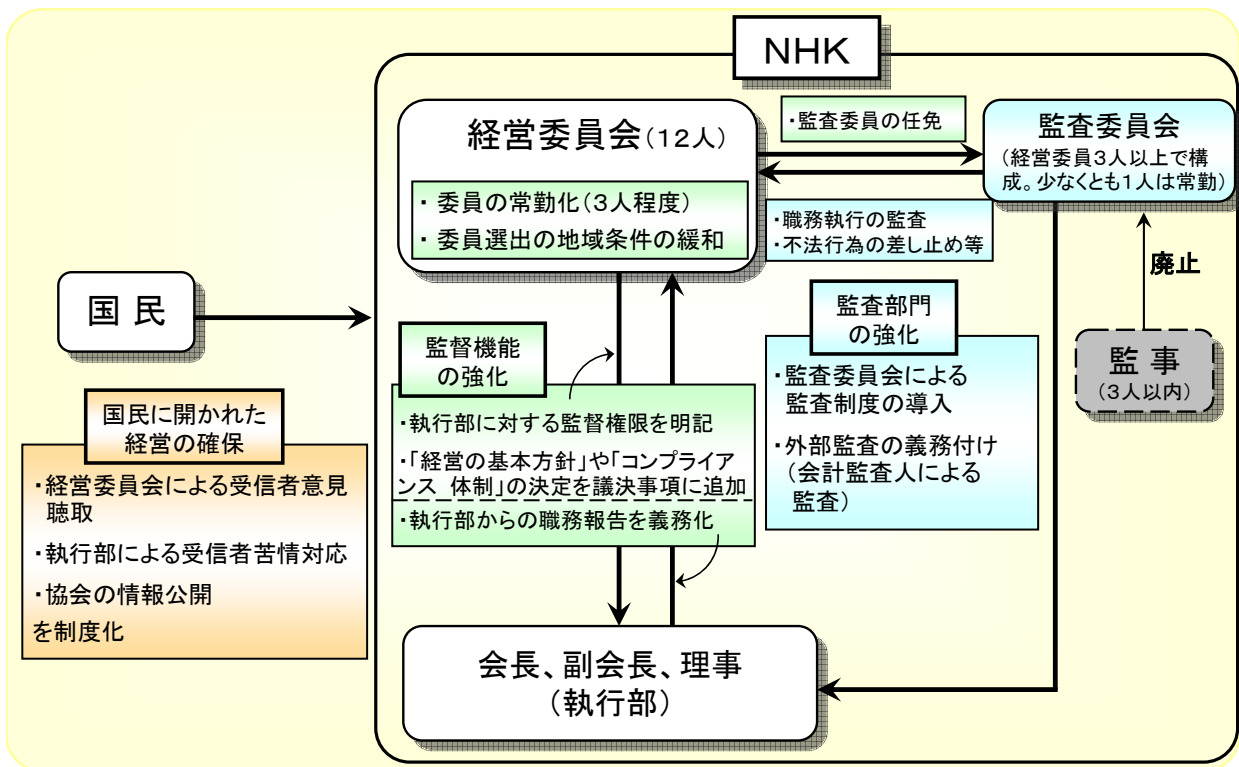 NHK
経営委員会(12人)
・委員の常勤化(3人程度)
・委員選出の地域条件の緩和
・監査委員の任免
監査委員会
(経営委員3人以上で構
成。少なくとも1人は常勤)
・職務執行の監査
・不法行為の差し止め等
廃止
監 事
(3人以内)
国 民
国民に開かれた
経営の確保
・経営委員会による受信者意見
聴取
・執行部による受信者苦情対応
・協会の情報公開
を制度化
監督機能
の強化
・執行部に対する監督権限を明記
・「経営の基本方針」や「コンプライア
ンス 体制」の決定を議決事項に追加
・執行部からの職務報告を義務化
監査部門
の強化
・監査委員会による
監査制度の導入
・外部監査の義務付け
(会計監査人による
監査)
会長、副会長、理事
(執行部)